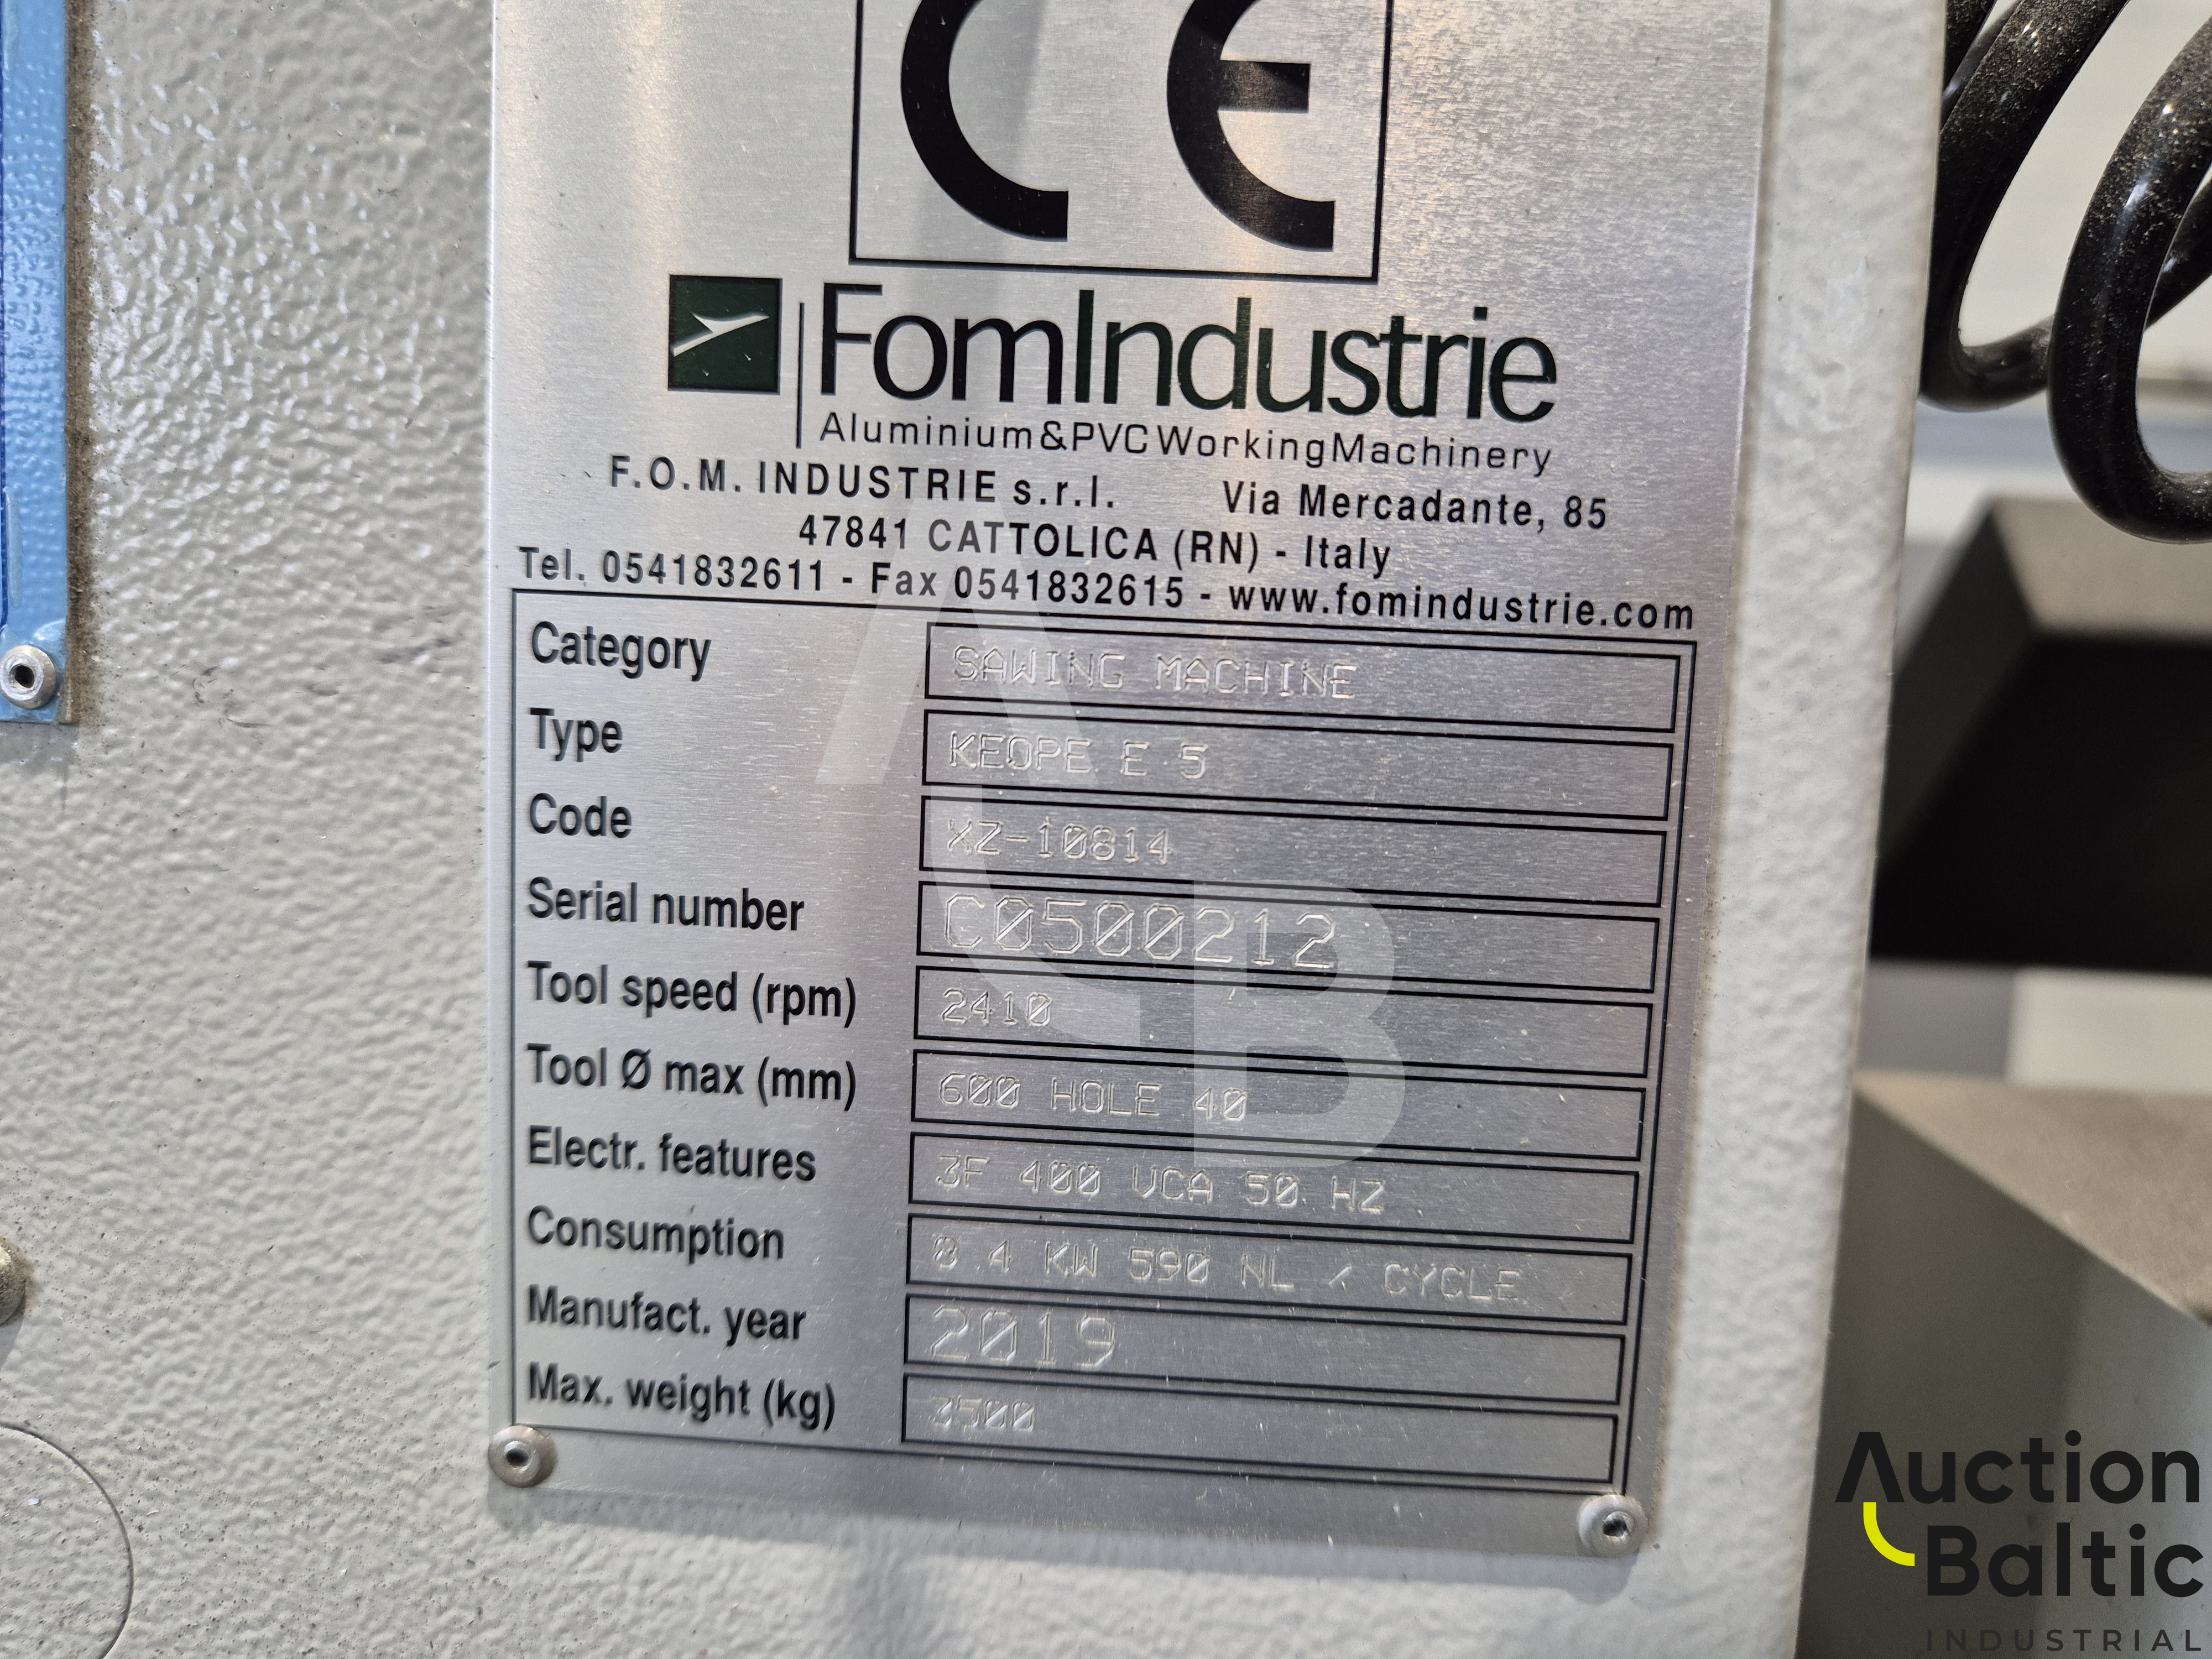 CE
FomIndustrie
Aluminium&PVCWorkingMachinery
F.O.M. INDUSTRIE s.r.l. Via Mercadante, 85
47841 CATTOLICA (RN) - Italy
Tel. 0541832611 - Fax 0541832615 - www.fomindustrie.com
Category SAWING MACHINE
Type KEOPE E 5
Code XZ-10814
Serial number C0500212
Tool speed (rpm) 2410
Tool Ø max (mm) 600 HOLE 40
Electr. features 3F 400 VCA 50 HZ
Consumption 8.4 KW 590 NL / CYCLE
Manufact. year 2019
Max. weight (kg) 3500
AB
Auction
Baltic
INDUSTRIAL